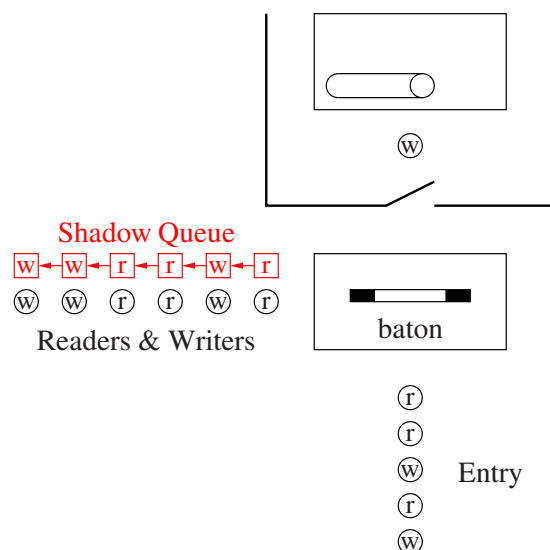 w
Shadow Queue
w w r r w r
w w r r w r
Readers & Writers
baton
r
r
w
Entry
r
w